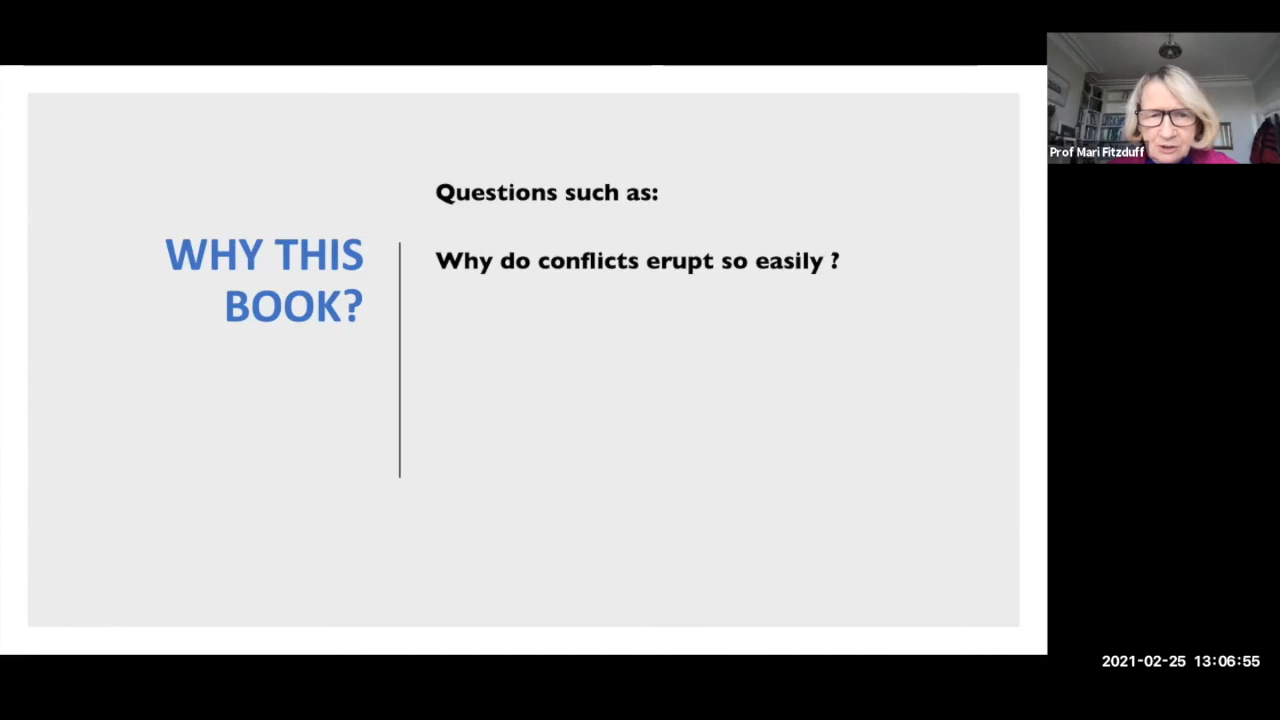 WHY THIS
BOOK?
Questions such as:
Why do conflicts erupt so easily ?
Prof Mari Fitzduff
2021-02-25 13:06:55